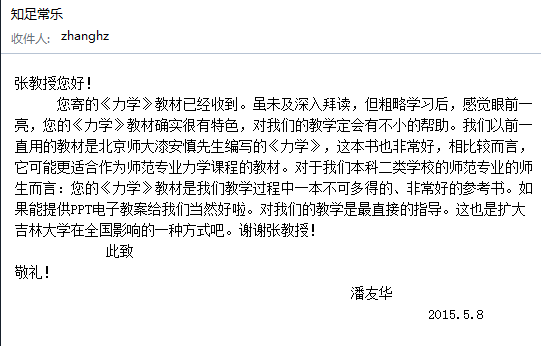 知足常乐
收件人: zhanghz
张教授您好!
您寄的《力学》教材已经收到。虽未及深入拜读,但粗略学习后,感觉眼前一
亮,您的《力学》教材确实很有特色,对我们的教学定会有不小的帮助。我们以前一
直用的教材是北京师大漆安慎先生编写的《力学》,这本书也非常好,相比较而言,
它可能更适合作为师范专业力学课程的教材。对于我们本科二类学校的师范专业的师
生而言:您的《力学》教材是我们教学过程中一本不可多得的、非常好的参考书。如
果能提供PPT电子教案给我们当然好啦。对我们的教学是最直接的指导。这也是扩大
吉林大学在全国影响的一种方式吧。谢谢张教授!
此致
敬礼!
潘友华
2015.5.8